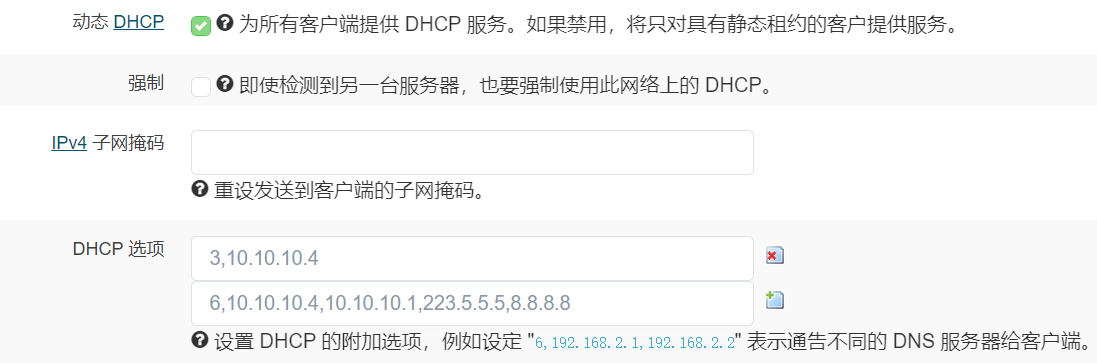 动态 DHCP 为所有客户端提供 DHCP 服务。如果禁用，将只对具有静态租约的客户提供服务。
强制 即使检测到另一台服务器，也要强制使用此网络上的 DHCP。
IPv4 子网掩码
重设发送到客户端的子网掩码。
DHCP 选项 3,10.10.10.4
6,10.10.10.4,10.10.10.1,223.5.5.5,8.8.8.8
设置 DHCP 的附加选项，例如设定 "6,192.168.2.1,192.168.2.2" 表示通告不同的 DNS 服务器给客户端。